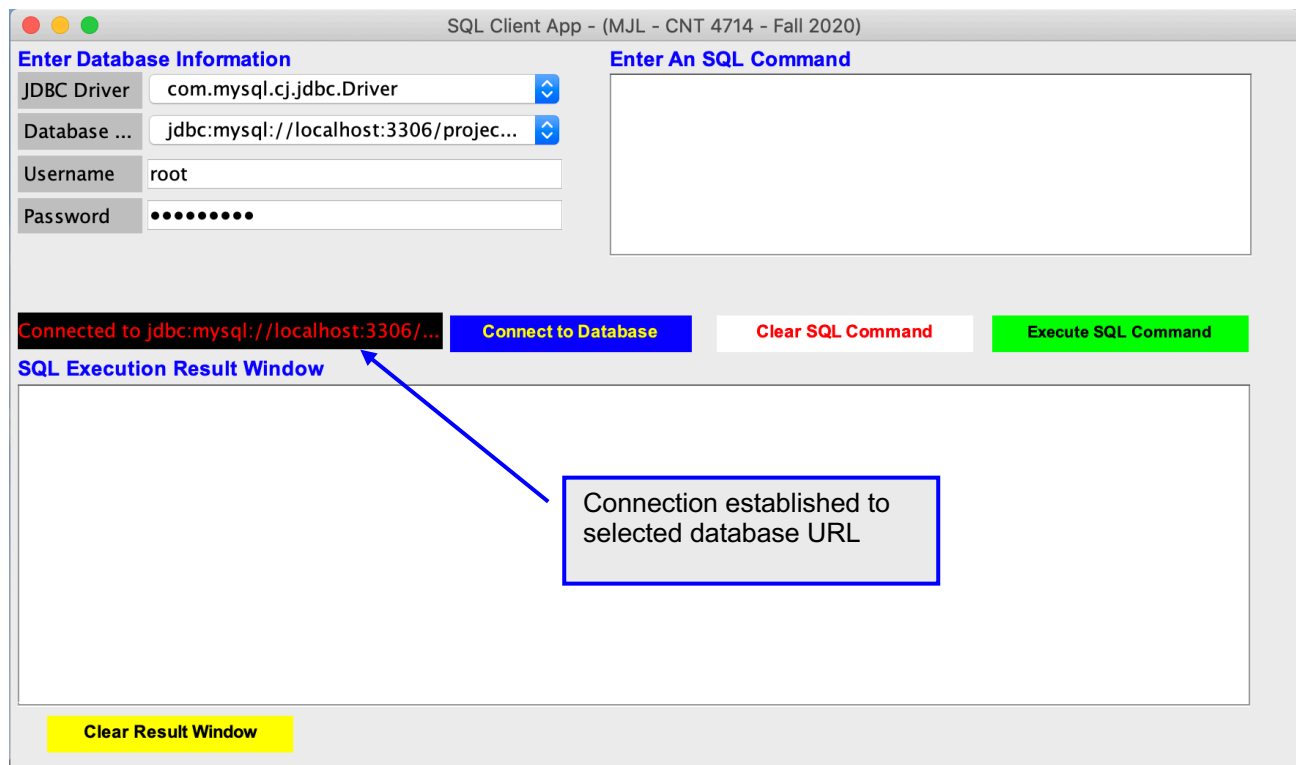 SQL Client App - (MJL - CNT 4714 - Fall 2020)
Enter Database Information
Enter An SQL Command
JDBC Driver
com.mysql.cj.jdbc.Driver
Database ...
jdbc:mysql://localhost:3306/projec...
Username
root
Password
•••••••••
Connected to jdbc:mysql://localhost:3306/...
Connect to Database
Clear SQL Command
Execute SQL Command
SQL Execution Result Window
Connection established to
selected database URL
Clear Result Window